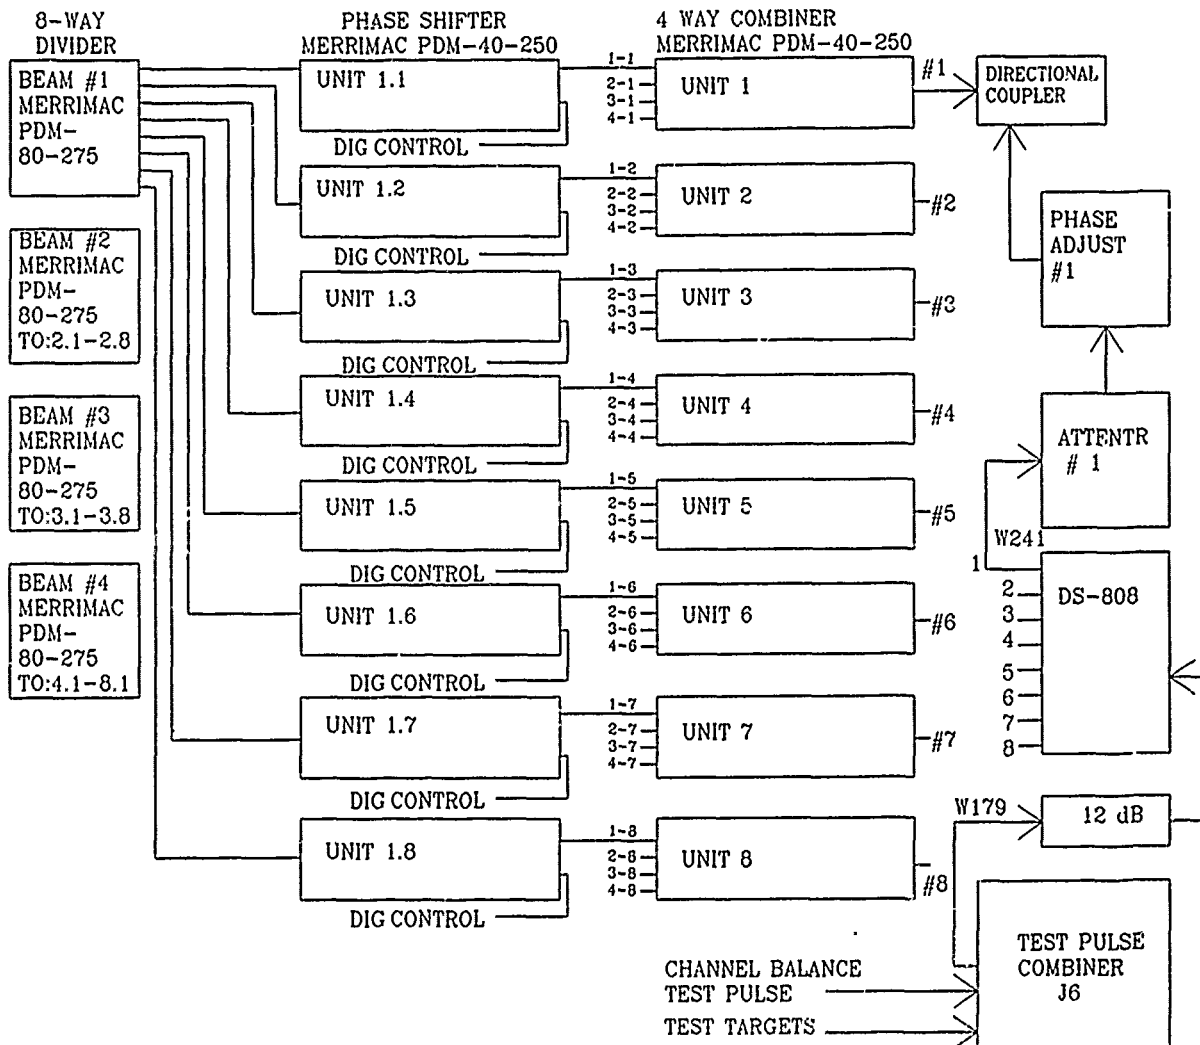 8-WAY
DIVIDER
BEAM #1
MERRIMAC
PDM-
80-275
BEAM #2
MERRIMAC
PDM-
80-275
TO:2.1-2.8
BEAM #3
MERRIMAC
PDM-
80-275
TO:3.1-3.8
BEAM #4
MERRIMAC
PDM-
80-275
TO:4.1-8.1
PHASE SHIFTER
MERRIMAC PDM-40-250
UNIT 1.1
DIG CONTROL
UNIT 1.2
DIG CONTROL
UNIT 1.3
DIG CONTROL
UNIT 1.4
DIG CONTROL
UNIT 1.5
DIG CONTROL
UNIT 1.6
DIG CONTROL
UNIT 1.7
DIG CONTROL
UNIT 1.8
DIG CONTROL
4 WAY COMBINER
MERRIMAC PDM-40-250
1-1
2-1
3-1
4-1
UNIT 1
#1
1-2
2-2
3-2
4-2
UNIT 2
#2
1-3
2-3
3-3
4-3
UNIT 3
#3
1-4
2-4
3-4
4-4
UNIT 4
#4
1-5
2-5
3-5
4-5
UNIT 5
#5
1-6
2-6
3-6
4-6
UNIT 6
#6
1-7
2-7
3-7
4-7
UNIT 7
#7
1-8
2-8
3-8
4-8
UNIT 8
#8
DIRECTIONAL
COUPLER
PHASE
ADJUST
#1
ATTENTR
# 1
W241
DS-808
1
2
3
4
5
6
7
8
W179
12 dB
TEST PULSE
COMBINER
J6
CHANNEL BALANCE
TEST PULSE
TEST TARGETS